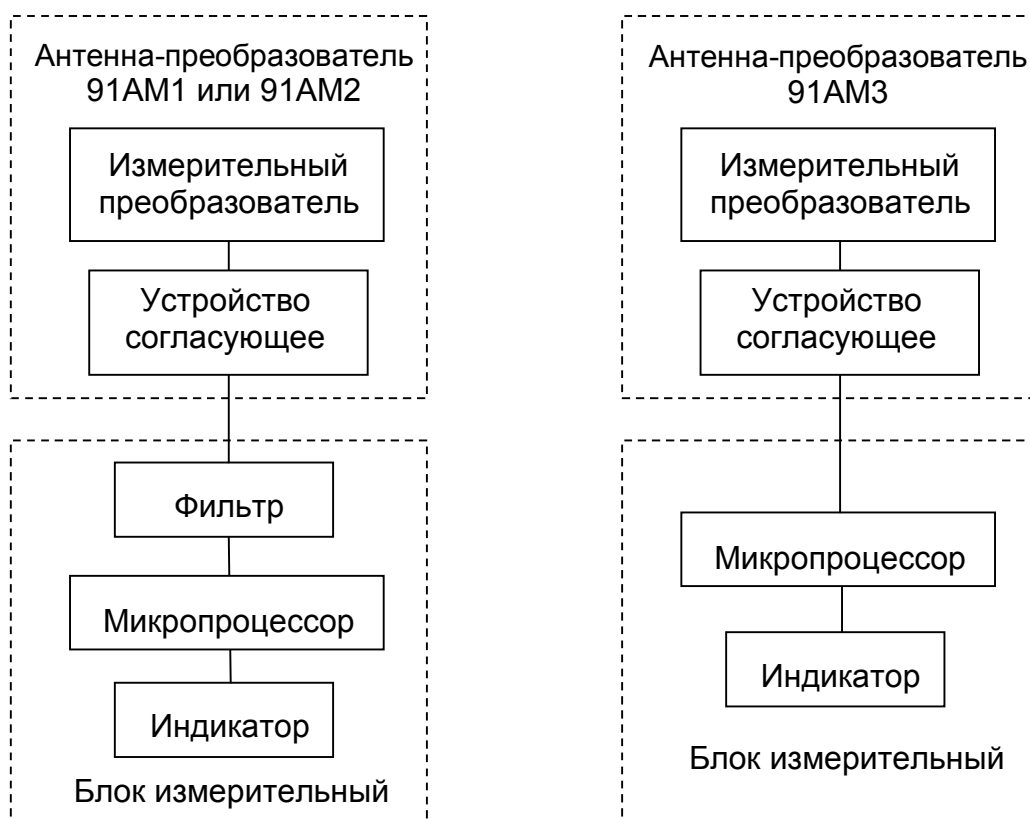 Антенна-преобразователь
91АМ1 или 91АМ2
Измерительный
преобразователь
Устройство
согласующее
Фильтр
Микропроцессор
Индикатор
Блок измерительный
Антенна-преобразователь
91АМ3
Измерительный
преобразователь
Устройство
согласующее
Микропроцессор
Индикатор
Блок измерительный